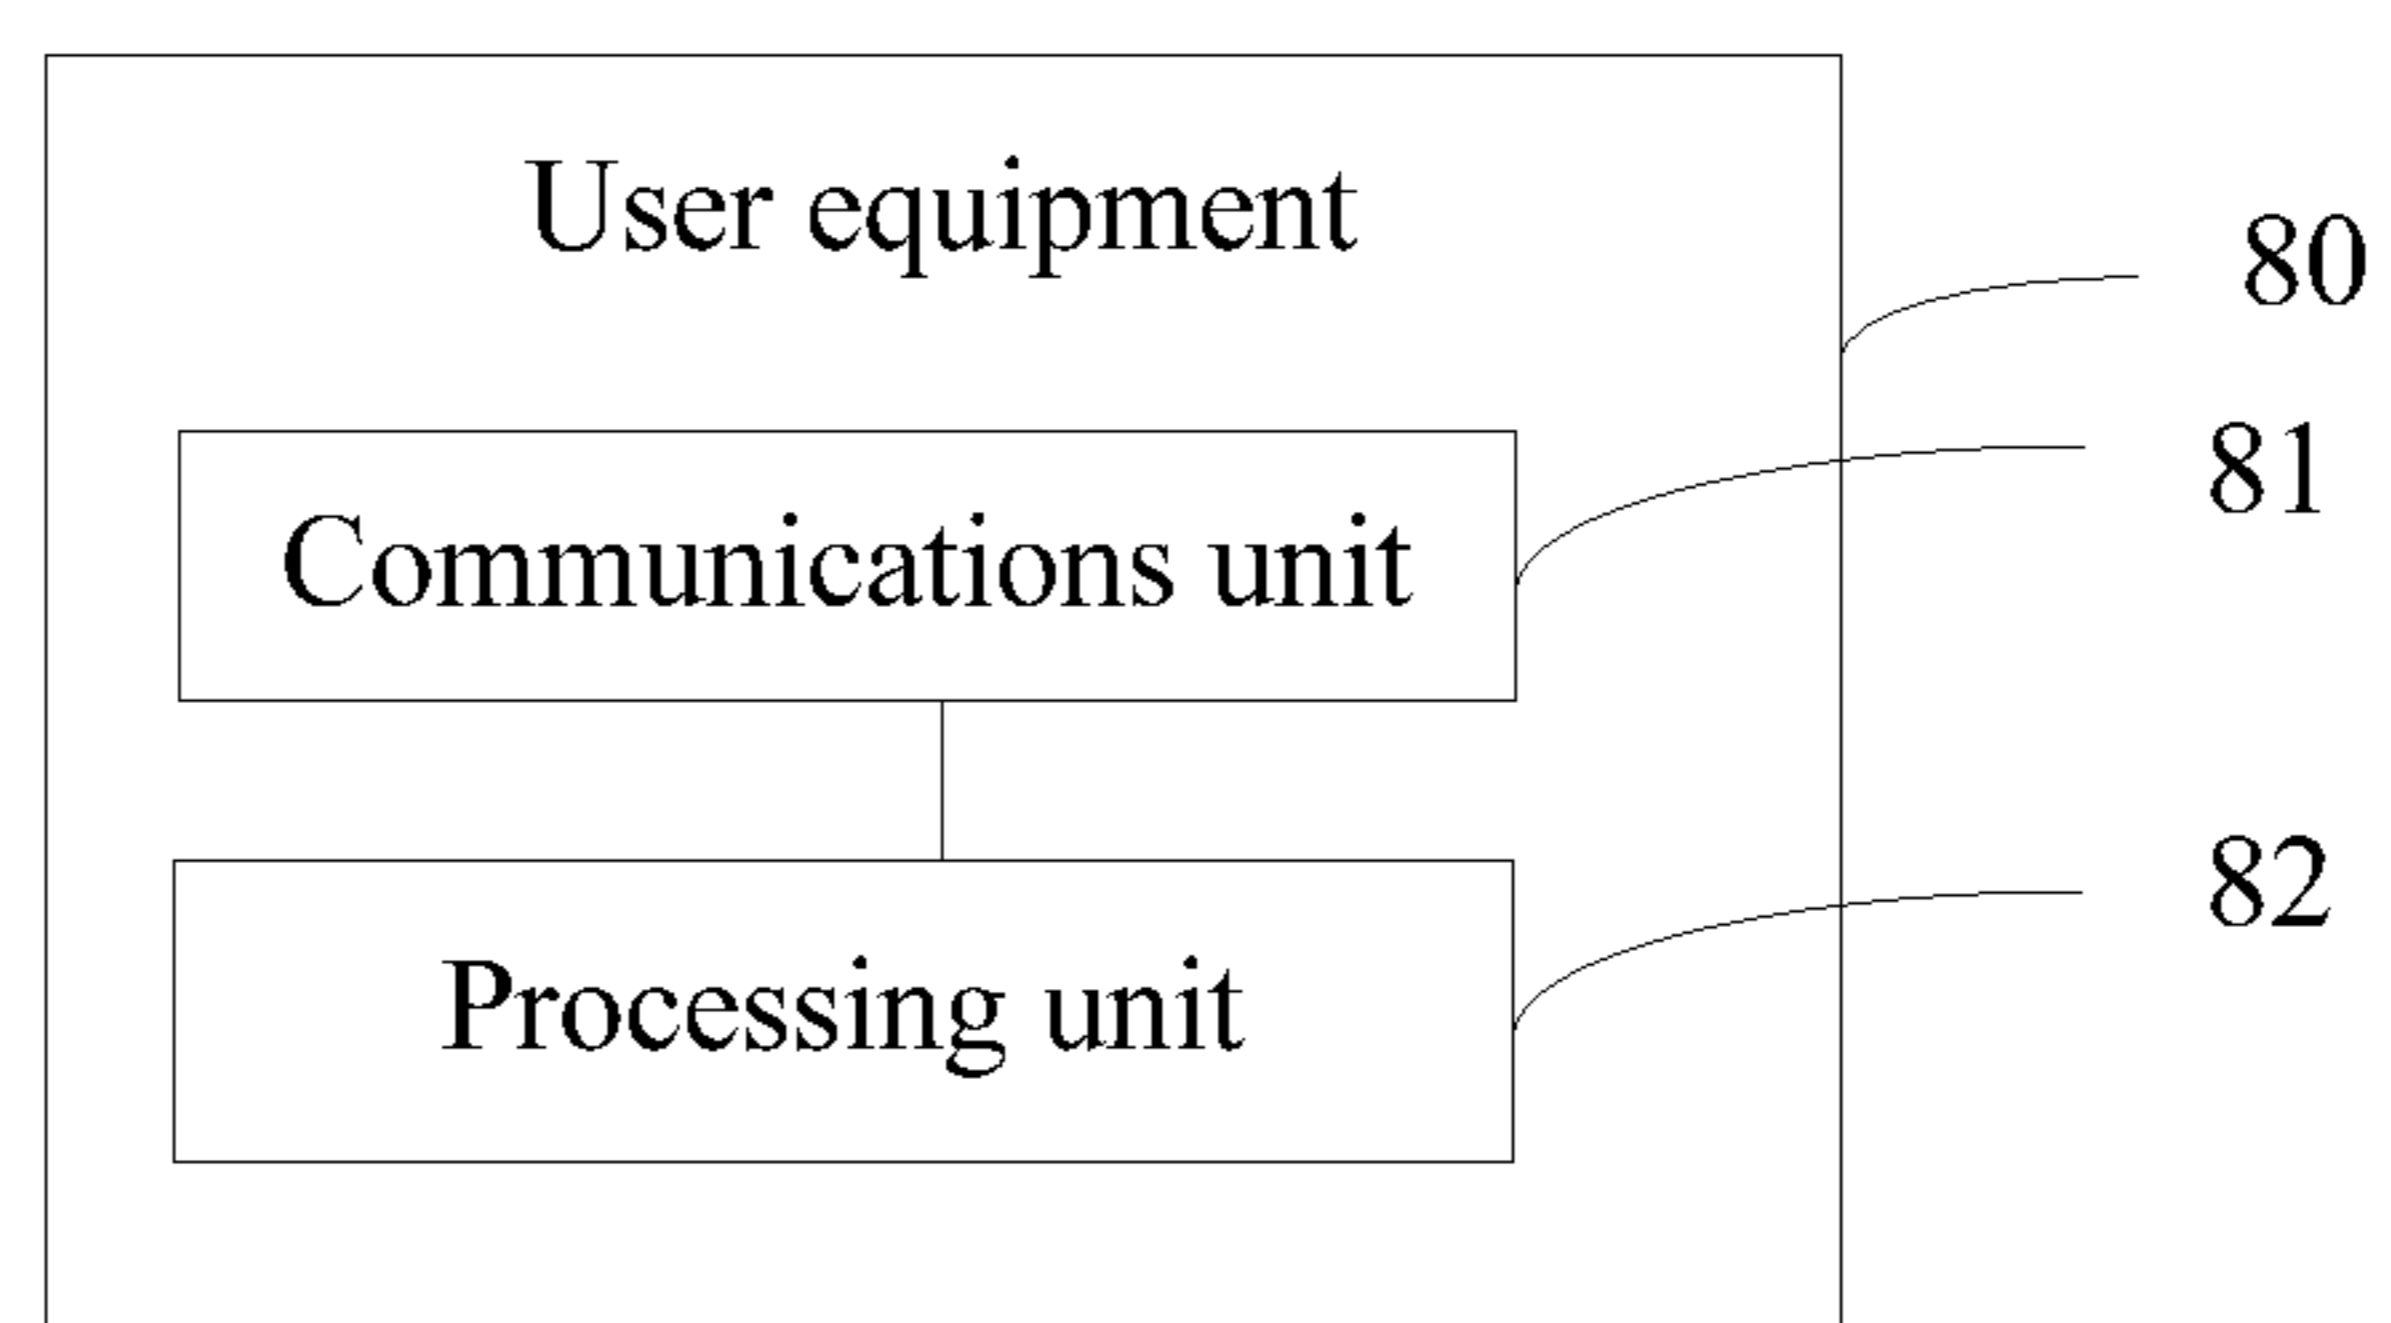 User equipment
80
81
Communications unit
82
Processing unit